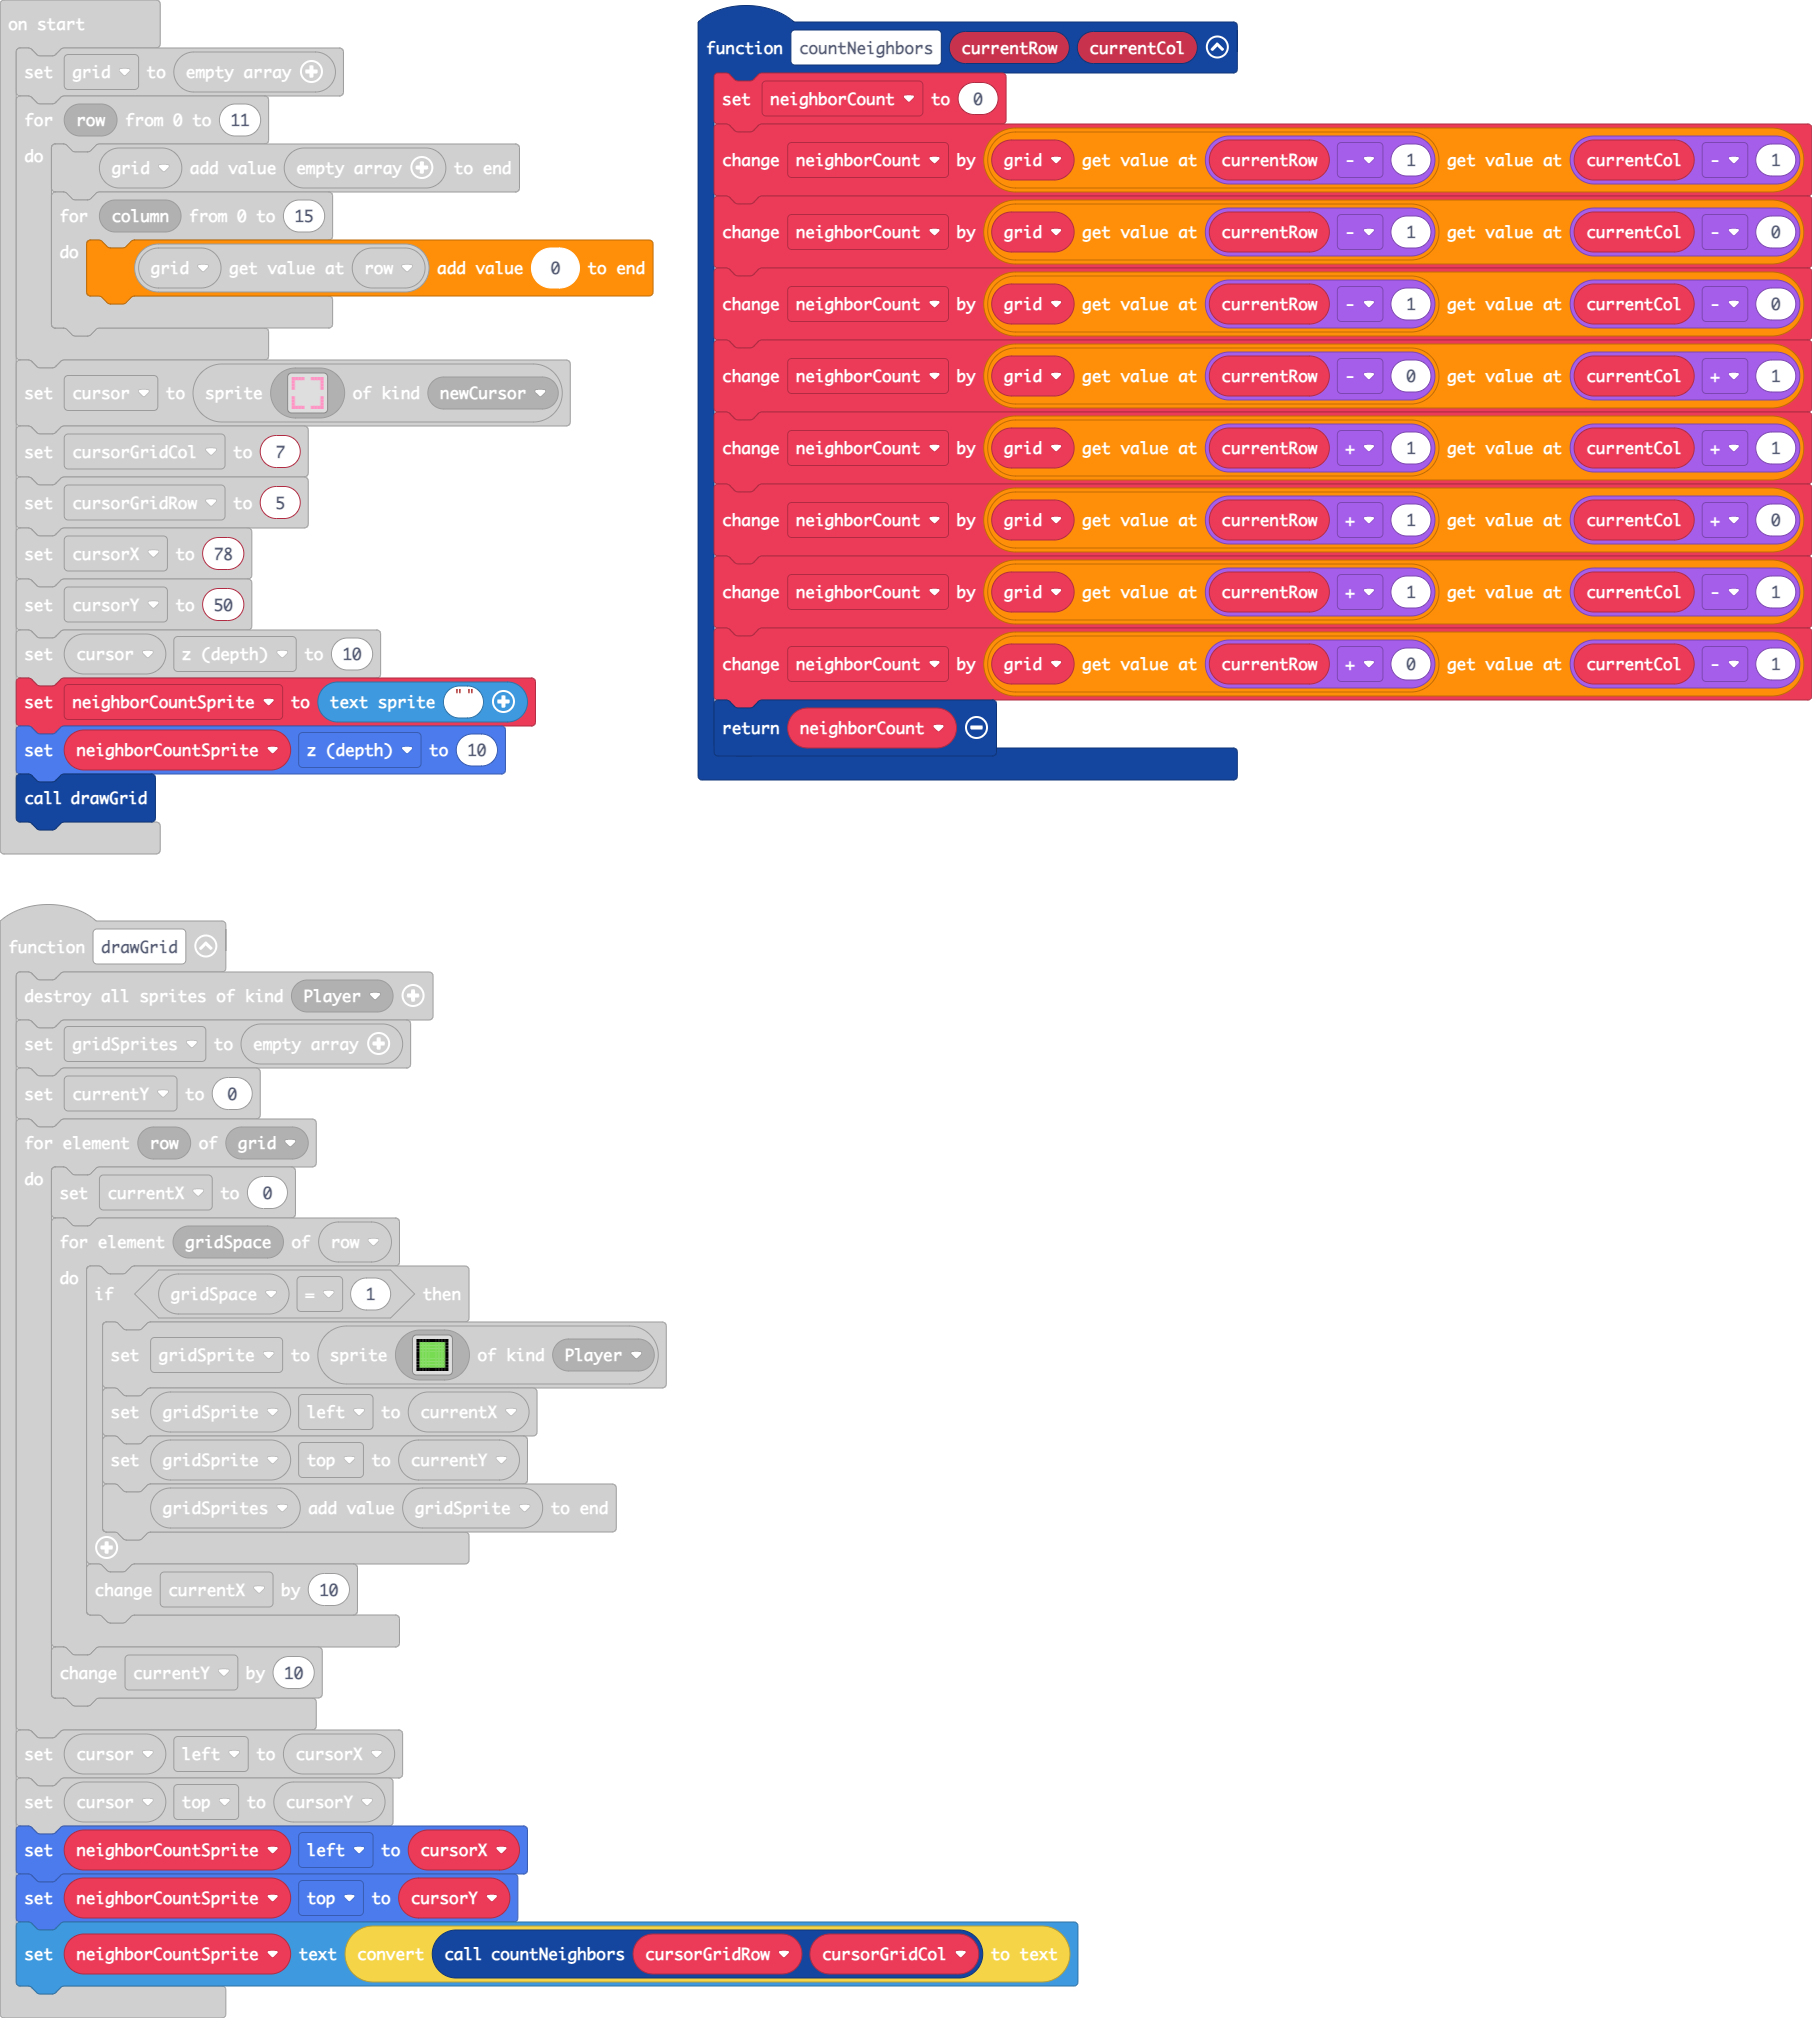 on start
set grid to empty array
for row from 0 to 11
do
grid add value empty array to end
for column from 0 to 15
do
grid get value at row add value 0 to end
set cursor to sprite of kind newCursor
set cursorGridCol to 7
set cursorGridRow to 5
set cursorX to 78
set cursorY to 50
set cursor z (depth) to 10
set neighborCountSprite to text sprite " "
set neighborCountSprite z (depth) to 10
call drawGrid
function countNeighbors currentRow currentCol
set neighborCount to 0
change neighborCount by grid get value at currentRow - 1 get value at currentCol - 1
change neighborCount by grid get value at currentRow - 1 get value at currentCol - 0
change neighborCount by grid get value at currentRow - 1 get value at currentCol - 0
change neighborCount by grid get value at currentRow - 0 get value at currentCol + 1
change neighborCount by grid get value at currentRow + 1 get value at currentCol + 1
change neighborCount by grid get value at currentRow + 1 get value at currentCol + 0
change neighborCount by grid get value at currentRow + 1 get value at currentCol - 1
change neighborCount by grid get value at currentRow + 0 get value at currentCol - 1
return neighborCount
function drawGrid
destroy all sprites of kind Player
set gridSprites to empty array
set currentY to 0
for element row of grid
do
set currentX to 0
for element gridSpace of row
do
if gridSpace = 1 then
set gridSprite to sprite of kind Player
set gridSprite left to currentX
set gridSprite top to currentY
gridSprites add value gridSprite to end
change currentX by 10
change currentY by 10
set cursor left to cursorX
set cursor top to cursorY
set neighborCountSprite left to cursorX
set neighborCountSprite top to cursorY
set neighborCountSprite text convert call countNeighbors cursorGridRow cursorGridCol to text